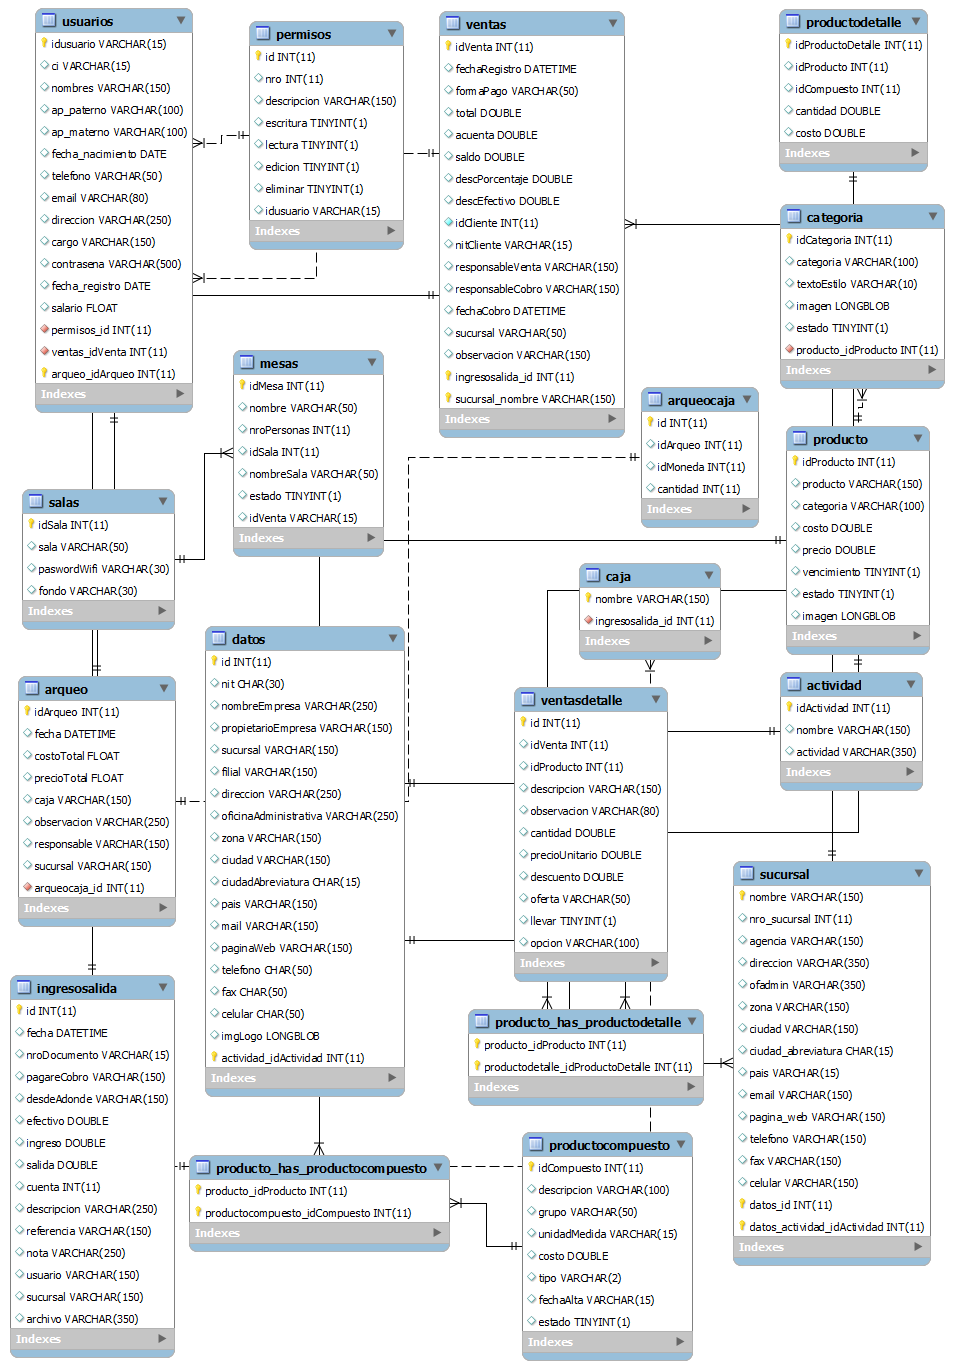 usuarios
idusuario VARCHAR(15)
ci VARCHAR(15)
nombres VARCHAR(150)
ap_paterno VARCHAR(100)
ap_materno VARCHAR(100)
fecha_nacimiento DATE
telefono VARCHAR(50)
email VARCHAR(80)
direccion VARCHAR(250)
cargo VARCHAR(150)
contrasena VARCHAR(500)
fecha_registro DATE
salario FLOAT
permisos_id INT(11)
ventas_idVenta INT(11)
arqueo_idArqueo INT(11)
Indexes
permisos
id INT(11)
nro INT(11)
descripcion VARCHAR(150)
escritura TINYINT(1)
lectura TINYINT(1)
edicion TINYINT(1)
eliminar TINYINT(1)
idusuario VARCHAR(15)
Indexes
ventas
idVenta INT(11)
fechaRegistro DATETIME
formaPago VARCHAR(50)
total DOUBLE
acuenta DOUBLE
saldo DOUBLE
descPorcentaje DOUBLE
descEfectivo DOUBLE
idCliente INT(11)
nitCliente VARCHAR(15)
responsableVenta VARCHAR(150)
responsableCobro VARCHAR(150)
fechaCobro DATETIME
sucursal VARCHAR(50)
observacion VARCHAR(150)
ingresosalida_id INT(11)
sucursal_nombre VARCHAR(150)
Indexes
productodetalle
idProductoDetalle INT(11)
idProducto INT(11)
idCompuesto INT(11)
cantidad DOUBLE
costo DOUBLE
Indexes
categoria
idCategoria INT(11)
categoria VARCHAR(100)
textoEstilo VARCHAR(10)
imagen LONGBLOB
estado TINYINT(1)
producto_idProducto INT(11)
Indexes
mesas
idMesa INT(11)
nombre VARCHAR(50)
nroPersonas INT(11)
idSala INT(11)
nombreSala VARCHAR(50)
estado TINYINT(1)
idVenta VARCHAR(15)
Indexes
arqueocaja
id INT(11)
idArqueo INT(11)
idMoneda INT(11)
cantidad INT(11)
Indexes
producto
idProducto INT(11)
producto VARCHAR(150)
categoria VARCHAR(100)
costo DOUBLE
precio DOUBLE
vencimiento TINYINT(1)
estado TINYINT(1)
imagen LONGBLOB
Indexes
salas
idSala INT(11)
sala VARCHAR(50)
paswordWifi VARCHAR(30)
fondo VARCHAR(30)
Indexes
caja
nombre VARCHAR(150)
ingresosalida_id INT(11)
Indexes
datos
id INT(11)
nit CHAR(30)
nombreEmpresa VARCHAR(250)
propietarioEmpresa VARCHAR(150)
sucursal VARCHAR(150)
filial VARCHAR(150)
direccion VARCHAR(250)
oficinaAdministrativa VARCHAR(250)
zona VARCHAR(150)
ciudad VARCHAR(150)
ciudadAbreviatura CHAR(15)
pais VARCHAR(150)
mail VARCHAR(150)
paginaWeb VARCHAR(150)
telefono CHAR(50)
fax CHAR(50)
celular CHAR(50)
imgLogo LONGBLOB
actividad_idActividad INT(11)
Indexes
arqueo
idArqueo INT(11)
fecha DATETIME
costoTotal FLOAT
precioTotal FLOAT
caja VARCHAR(150)
observacion VARCHAR(250)
responsable VARCHAR(150)
sucursal VARCHAR(150)
arqueocaja_id INT(11)
Indexes
ventasdetalle
id INT(11)
idVenta INT(11)
idProducto INT(11)
descripcion VARCHAR(150)
observacion VARCHAR(80)
cantidad DOUBLE
precioUnitario DOUBLE
descuento DOUBLE
oferta VARCHAR(50)
llevar TINYINT(1)
opcion VARCHAR(100)
Indexes
actividad
idActividad INT(11)
nombre VARCHAR(150)
actividad VARCHAR(350)
Indexes
sucursal
nombre VARCHAR(150)
nro_sucursal INT(11)
agencia VARCHAR(150)
direccion VARCHAR(350)
ofadmin VARCHAR(350)
zona VARCHAR(150)
ciudad VARCHAR(150)
ciudad_abreviatura CHAR(15)
pais VARCHAR(15)
email VARCHAR(150)
pagina_web VARCHAR(150)
telefono VARCHAR(150)
fax VARCHAR(150)
celular VARCHAR(150)
datos_id INT(11)
datos_actividad_idActividad INT(11)
Indexes
ingresosalida
id INT(11)
fecha DATETIME
nroDocumento VARCHAR(15)
pagareCobro VARCHAR(150)
desdeAdonde VARCHAR(150)
efectivo DOUBLE
ingreso DOUBLE
salida DOUBLE
cuenta INT(11)
descripcion VARCHAR(250)
referencia VARCHAR(150)
nota VARCHAR(250)
usuario VARCHAR(150)
sucursal VARCHAR(150)
archivo VARCHAR(350)
Indexes
producto_has_productodetalle
producto_idProducto INT(11)
productodetalle_idProductoDetalle INT(11)
Indexes
producto_has_productocompuesto
producto_idProducto INT(11)
productocompuesto_idCompuesto INT(11)
Indexes
productocompuesto
idCompuesto INT(11)
descripcion VARCHAR(100)
grupo VARCHAR(50)
unidadMedida VARCHAR(15)
costo DOUBLE
tipo VARCHAR(2)
fechaAlta VARCHAR(15)
estado TINYINT(1)
Indexes